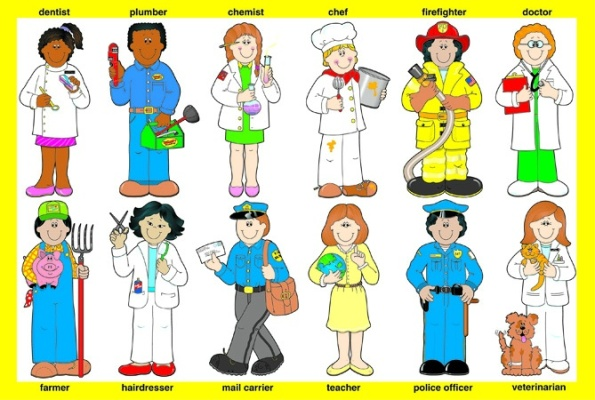 dentist plumber chemist chef firefighter doctor
farmer hairdresser mail carrier teacher police officer veterinarian